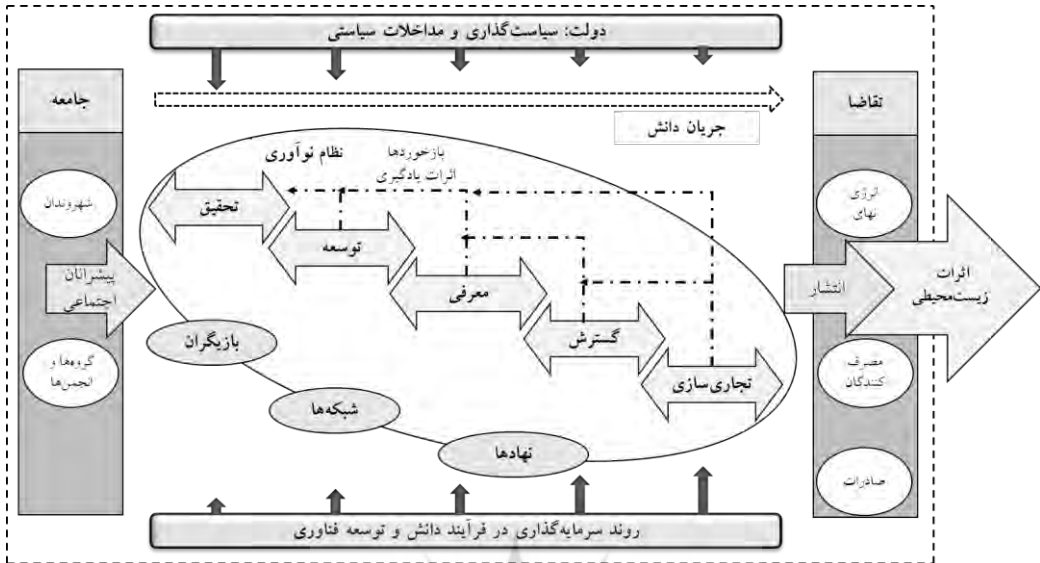 دولت: سیاست‌گذاری و مداخلات سیاستی
جامعه
تقاضا
جریان دانش
نظام نوآوری
بازخوردها
اثرات یادگیری
تحقیق
توسعه
معرفی
گسترش
تجاری‌سازی
شهروندان
پیشرانان
اجتماعی
گروه‌ها و
انجمن‌ها
بازیگران
شبکه‌ها
نهادها
انرژی
نهای
انتشار
اثرات
زیست‌محیطی
مصرف
کنندگان
صادرات
روند سرمایه‌گذاری در فرآیند دانش و توسعه فناوری